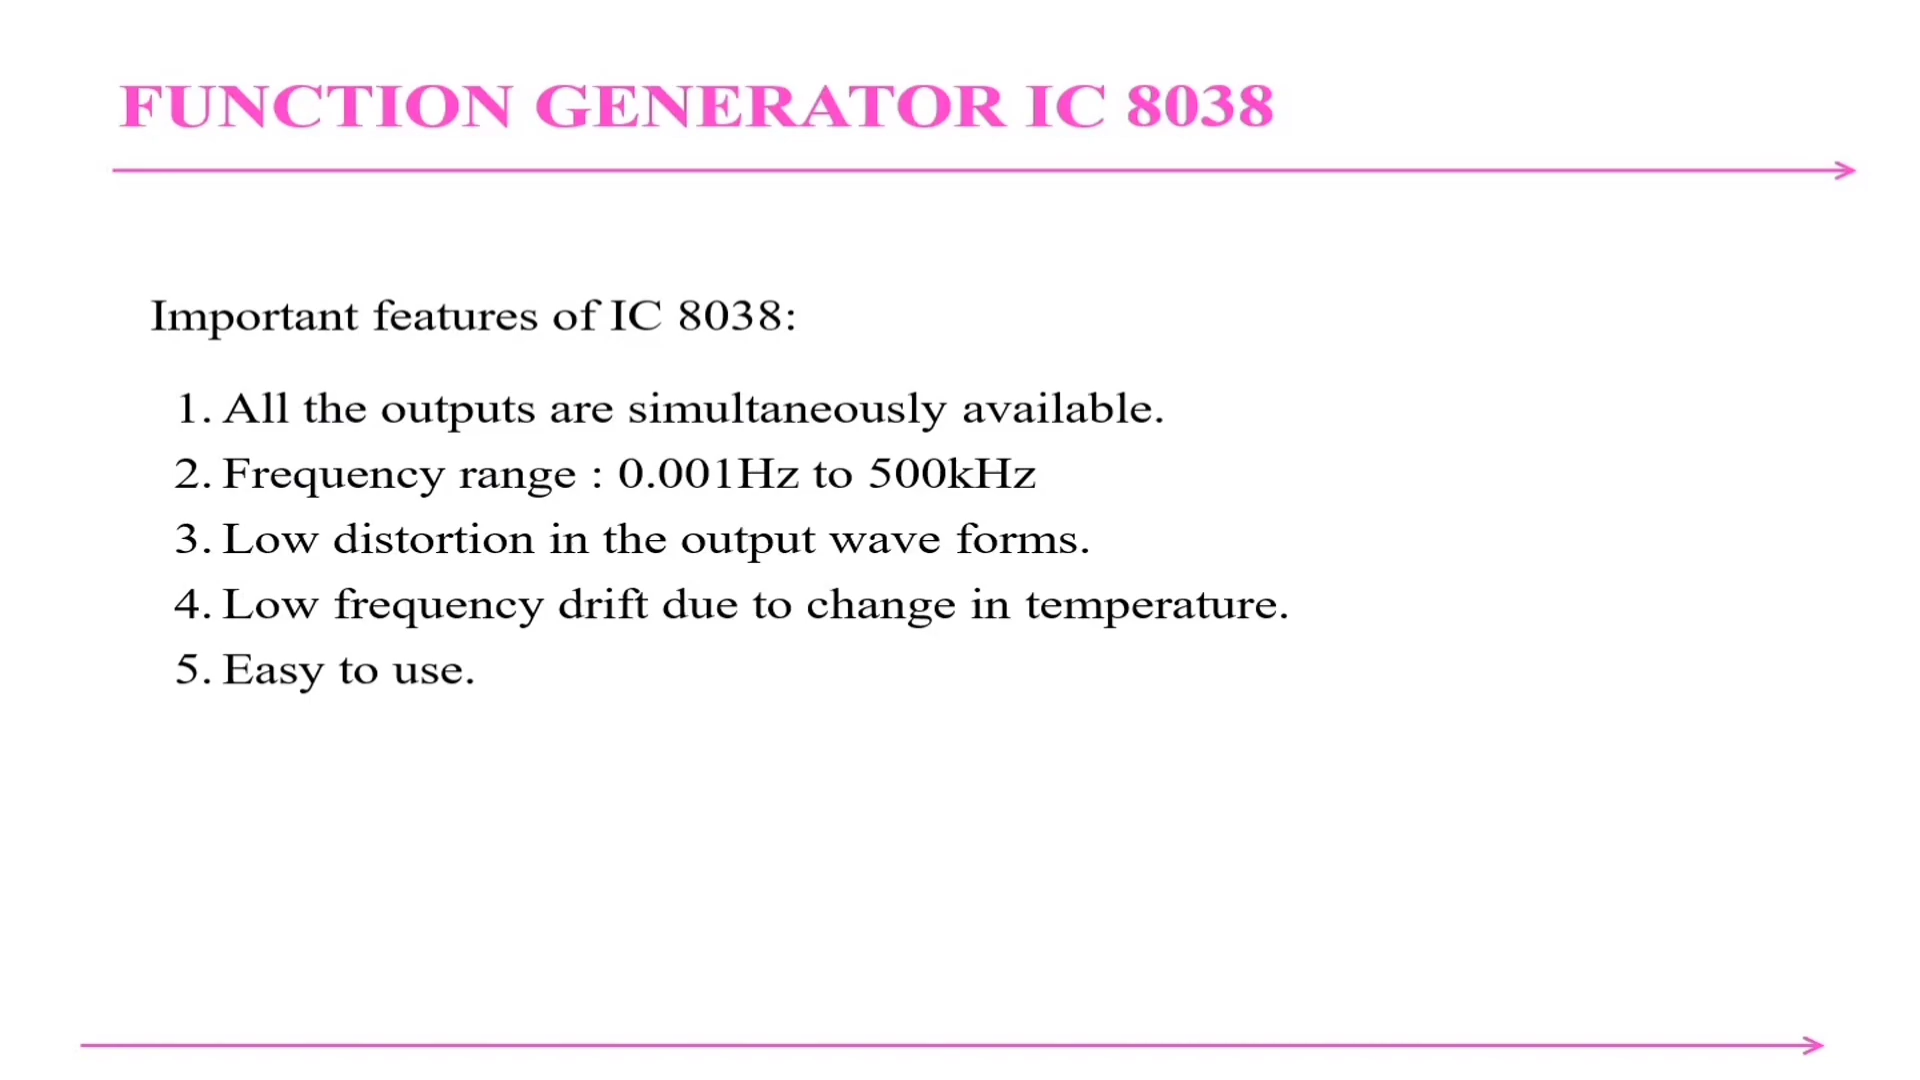 FUNCTION GENERATOR IC 8038
Important features of IC 8038:
1. All the outputs are simultaneously available.
2. Frequency range : 0.001Hz to 500kHz
3. Low distortion in the output wave forms.
4. Low frequency drift due to change in temperature.
5. Easy to use.